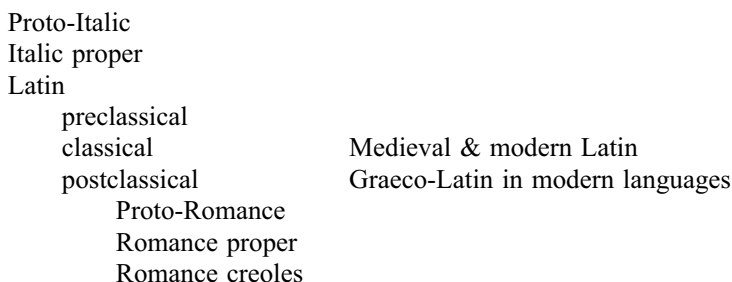 Proto-Italic
Italic proper
Latin
preclassical
classical Medieval & modern Latin
postclassical Graeco-Latin in modern languages
Proto-Romance
Romance proper
Romance creoles